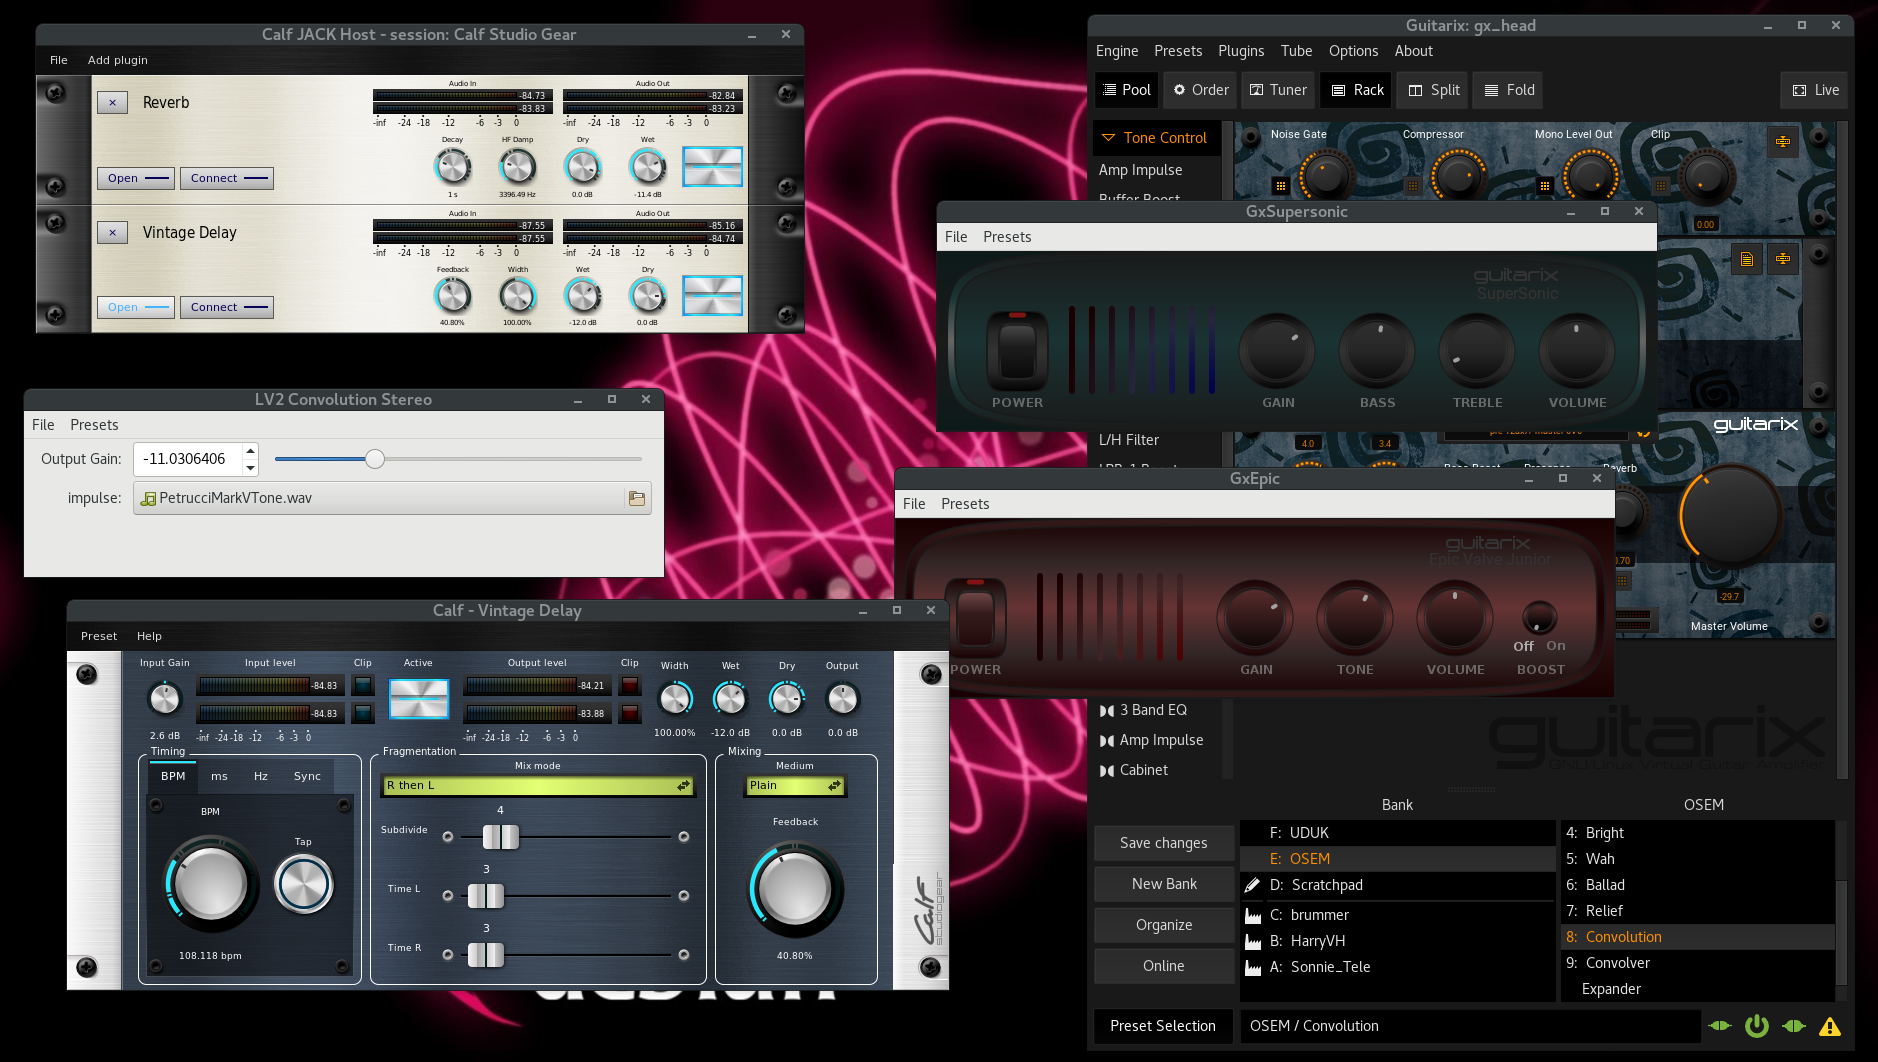 Calf JACK Host - session: Calf Studio Gear
File Add plugin
× Reverb
Audio In Audio Out
-84.73 -82.84
-83.83 -83.23
-inf -24 -18 -12 -6 -3 0 -inf -24 -18 -12 -6 -3 0
Decay HF Damp Dry Wet
Open Connect
1 s 3396.49 Hz 0.0 dB -11.4 dB
× Vintage Delay
Audio In Audio Out
-87.55 -85.16
-87.55 -84.74
-inf -24 -18 -12 -6 -3 0 -inf -24 -18 -12 -6 -3 0
Feedback Width Wet Dry
Open Connect
40.80% 100.00% -12.0 dB 0.0 dB
LV2 Convolution Stereo
File Presets
Output Gain: -11.0306406
impulse: PetrucciMarkVTone.wav
Calf - Vintage Delay
Preset Help
Input Gain Input level Clip Active Output level Clip Width Wet Dry Output
-84.83 -84.21
-84.83 -83.88
2.6 dB -inf -24 -18 -12 -6 -3 0 -inf -24 -18 -12 -6 -3 0 100.00% -12.0 dB 0.0 dB 0.0 dB
Timing Fragmentation Mixing
BPM ms Hz Sync
Mix mode
R then L
Medium
Plain
BPM
Tap
4
Subdivide
Feedback
3
Time L
3
Time R
108.118 bpm
40.80%
Calf
studiogear
Guitarix: gx_head
Engine Presets Plugins Tube Options About
Pool Order Tuner Rack Split Fold Live
Tone Control
Amp Impulse
Buffer Boost
Noise Gate Compressor Mono Level Out Clip
0.00
GxSupersonic
File Presets
guitarix
SuperSonic
POWER GAIN BASS TREBLE VOLUME
L/H Filter
4.0 3.4
guitarix
Reverb
GxEpic
File Presets
guitarix
Epic Valve Junior
POWER GAIN TONE VOLUME
Off On
BOOST
-29.7
Master Volume
3 Band EQ
Amp Impulse
Cabinet
guitarix
GNU/Linux Virtual Guitar Amplifier
Bank OSEM
Save changes
New Bank
Organize
Online
F: UDUK
E: OSEM
D: Scratchpad
C: brummer
B: HarryVH
A: Sonnie_Tele
4: Bright
5: Wah
6: Ballad
7: Relief
8: Convolution
9: Convolver
Expander
Preset Selection OSEM / Convolution